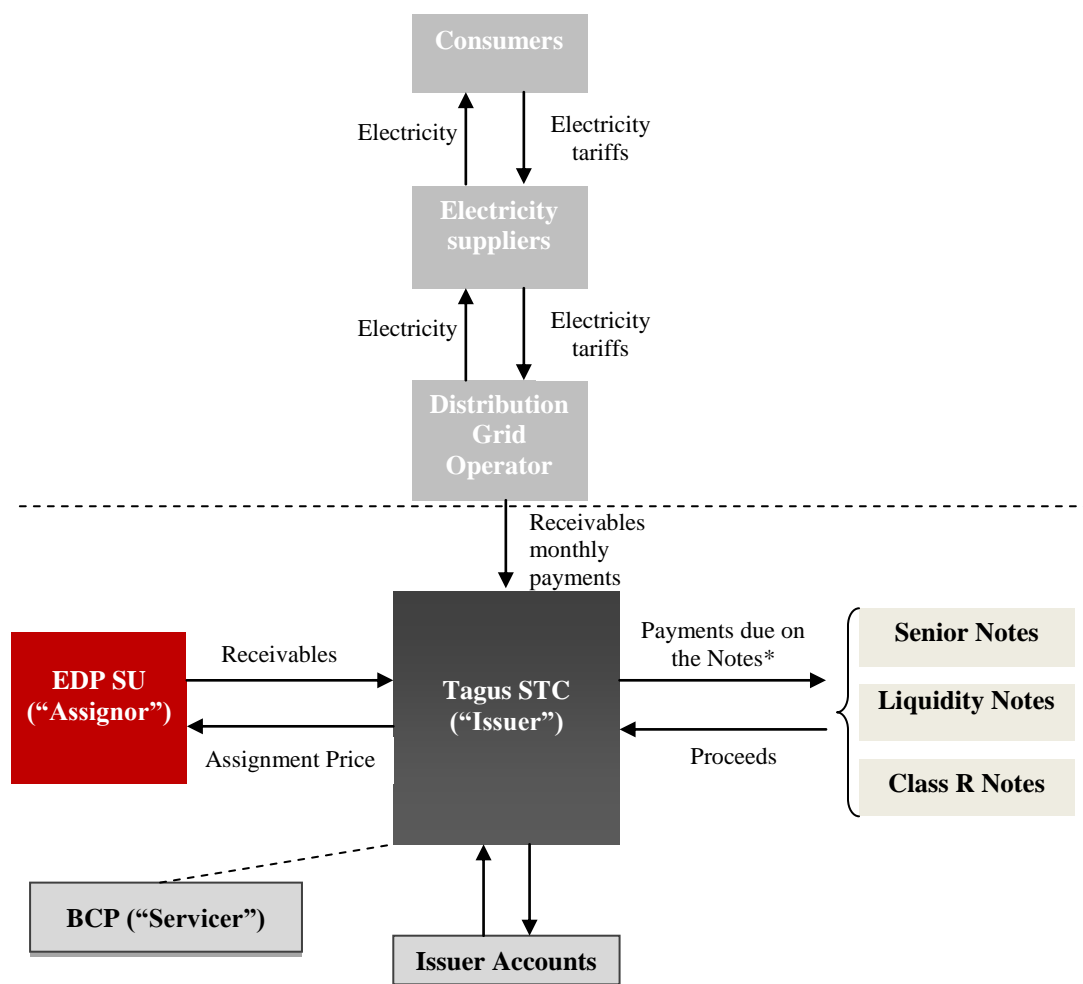 Consumers
Electricity
Electricity
tariffs
Electricity
suppliers
Electricity
Electricity
tariffs
Distribution
Grid
Operator
Receivables
monthly
payments
EDP SU
(“Assignor”)
Receivables
Assignment Price
Tagus STC
(“Issuer”)
Payments due on
the Notes*
Proceeds
Senior Notes
Liquidity Notes
Class R Notes
BCP (“Servicer”)
Issuer Accounts